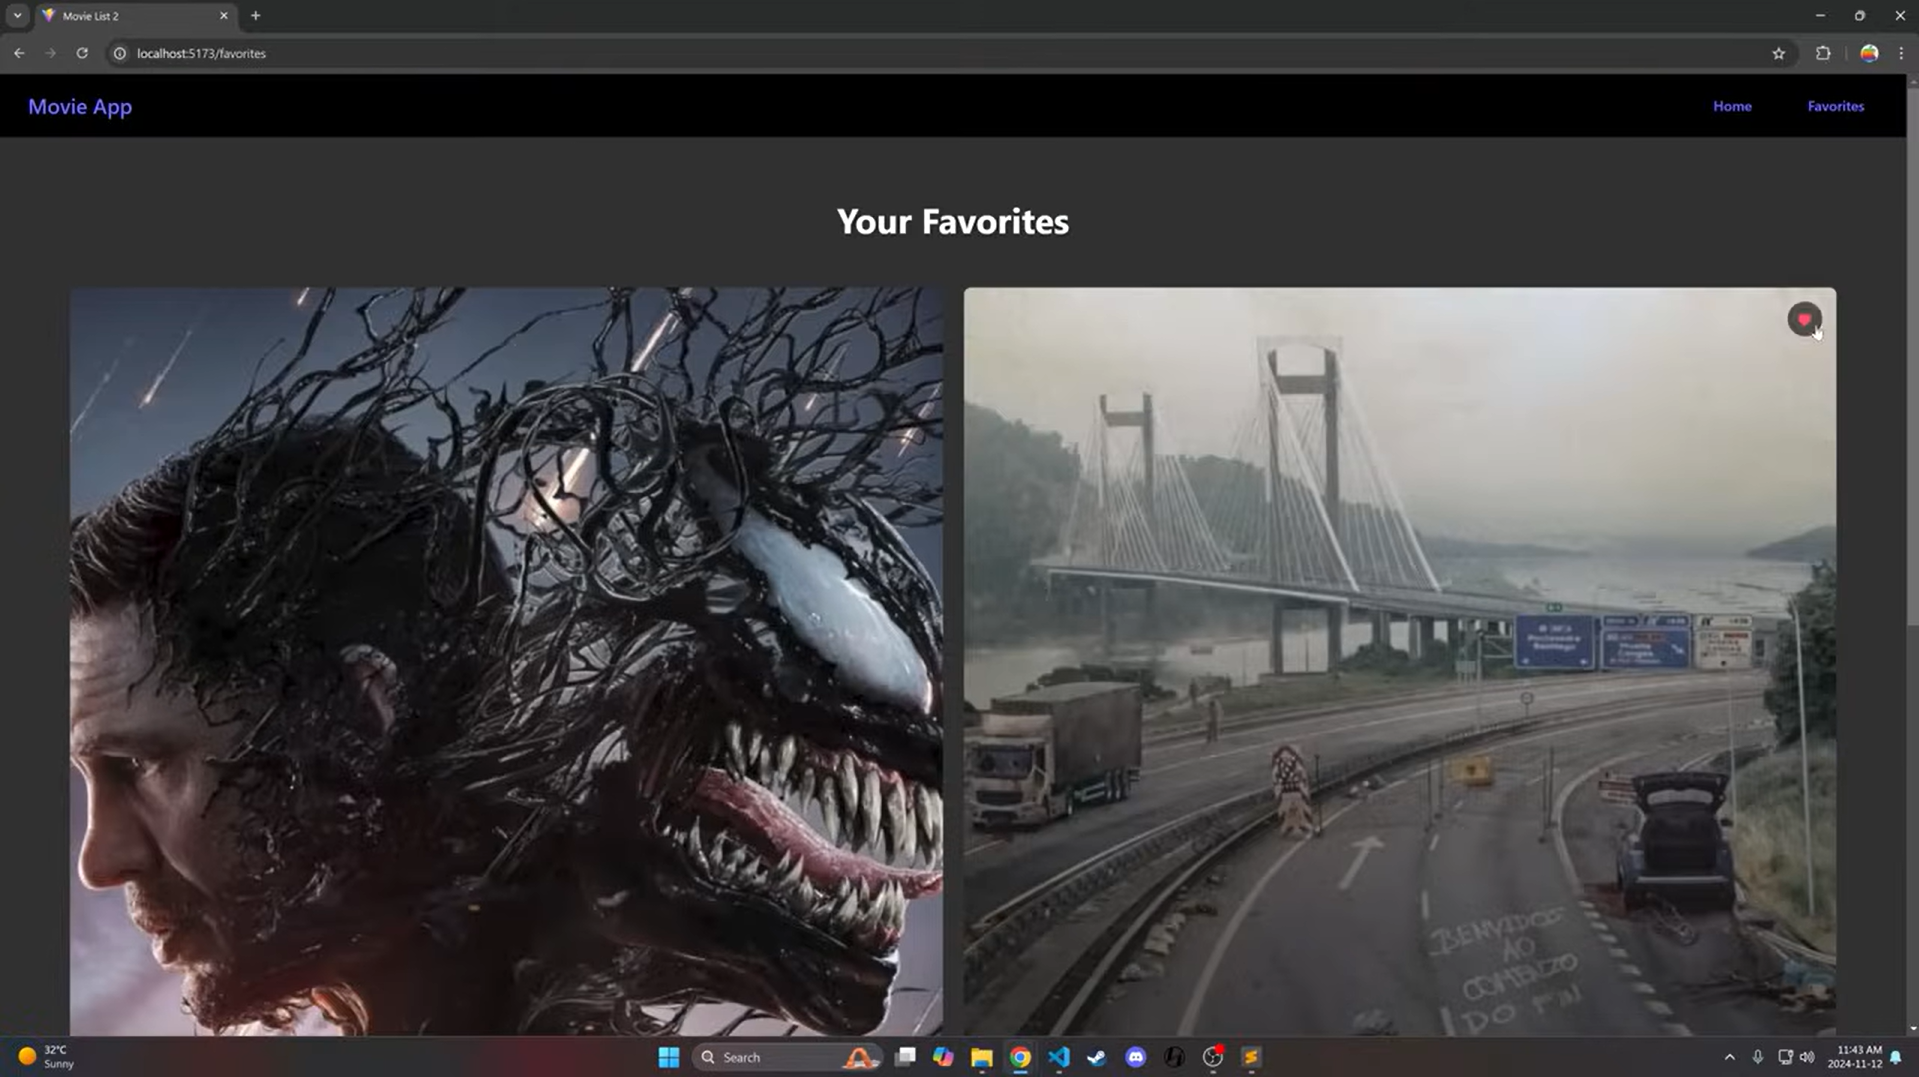 Movie List 2
localhost:5173/favorites
Movie App
Home
Favorites
Your Favorites
BENVIDOS
AO
COMBIZO
DO FIN
32°C
Sunny
Search
11:43 AM
2024-11-12